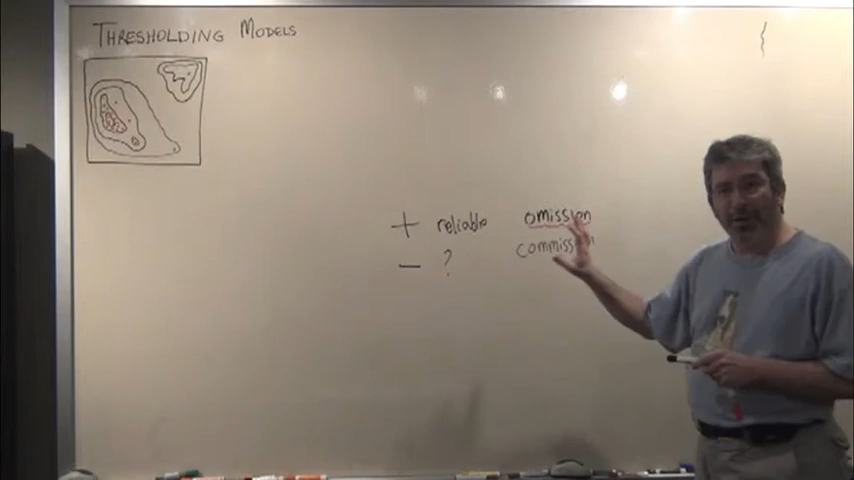 THRESHOLDING MODELS
+ reliable omission
- ? commission